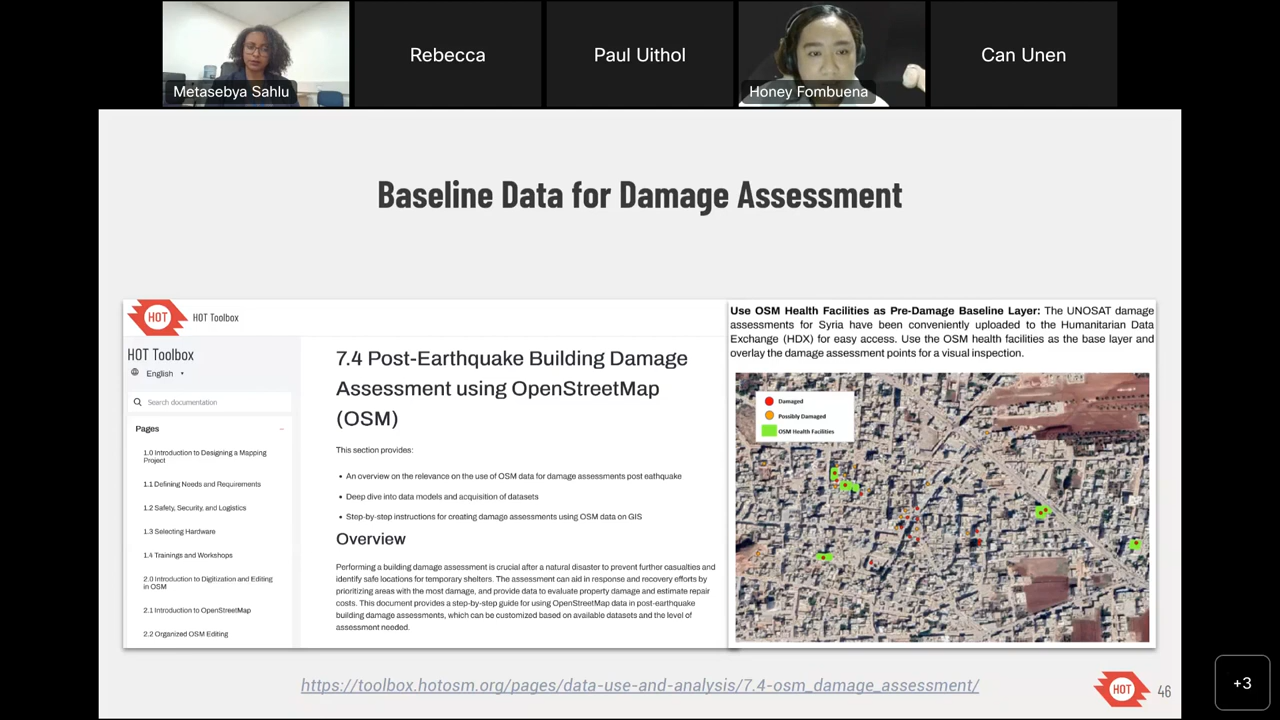 Metasebya Sahlu
Rebecca
Paul Uithol
Honey Fombuena
Can Unen
Baseline Data for Damage Assessment
HOT
HOT Toolbox
HOT Toolbox
English
Search documentation
Pages
1.0 Introduction to Designing a Mapping
Project
1.1 Defining Needs and Requirements
1.2 Safety, Security, and Logistics
1.3 Selecting Hardware
1.4 Trainings and Workshops
2.0 Introduction to Digitization and Editing
in OSM
2.1 Introduction to OpenStreetMap
2.2 Organized OSM Editing
7.4 Post-Earthquake Building Damage
Assessment using OpenStreetMap
(OSM)
This section provides:
• An overview on the relevance on the use of OSM data for damage assessments post eathquake
• Deep dive into data models and acquisition of datasets
• Step-by-step instructions for creating damage assessments using OSM data on GIS
Overview
Performing a building damage assessment is crucial after a natural disaster to prevent further casualties and
identify safe locations for temporary shelters. The assessment can aid in response and recovery efforts by
prioritizing areas with the most damage, and provide data to evaluate property damage and estimate repair
costs. This document provides a step-by-step guide for using OpenStreetMap data in post-earthquake
building damage assessments, which can be customized based on available datasets and the level of
assessment needed.
Use OSM Health Facilities as Pre-Damage Baseline Layer: The UNOSAT damage
assessments for Syria have been conveniently uploaded to the Humanitarian Data
Exchange (HDX) for easy access. Use the OSM health facilities as the base layer and
overlay the damage assessment points for a visual inspection.
Damaged
Possibly Damaged
OSM Health Facilities
https://toolbox.hotosm.org/pages/data-use-and-analysis/7.4-osm_damage_assessment/
HOT
46
+3